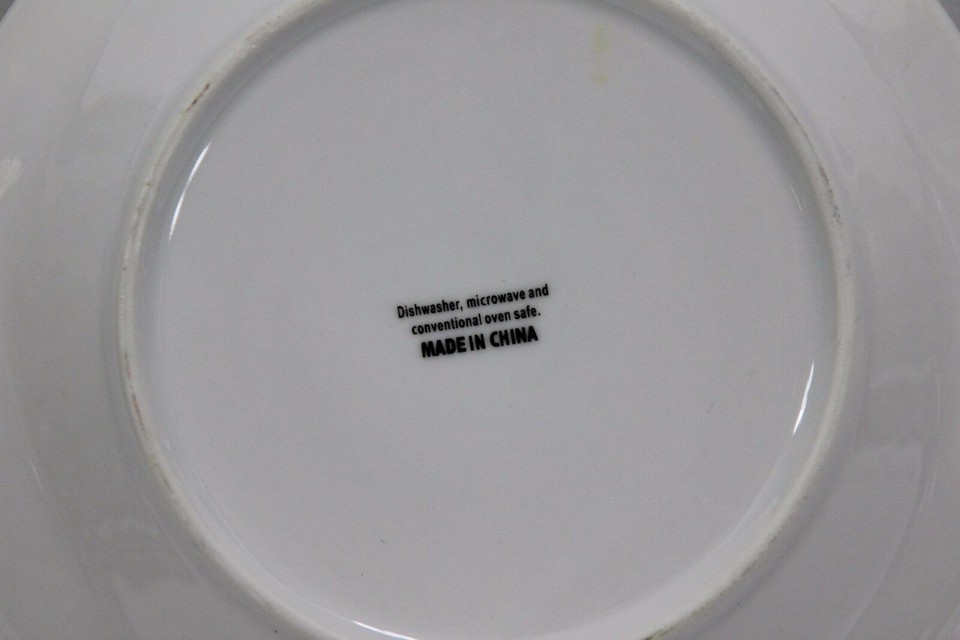 Dishwasher, microwave and
conventional oven safe.
MADE IN CHINA